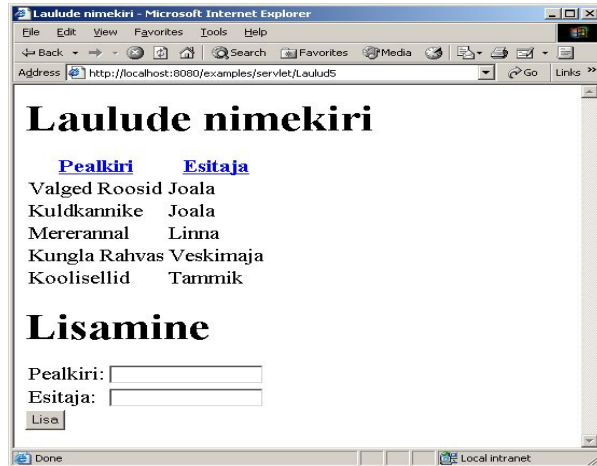 Laulude nimekiri - Microsoft Internet Explorer
File Edit View Favorites Tools Help
Back Search Favorites Media
Address http://localhost:8080/examples/servlet/Laulud5 Go Links »
Laulude nimekiri
Pealkiri Esitaja
Valged Roosid Joala
Kuldkannike Joala
Mererannal Linna
Kungla Rahvas Veskimaja
Koolisellid Tammik
Lisamine
Pealkiri:
Esitaja:
Lisa
Done Local intranet